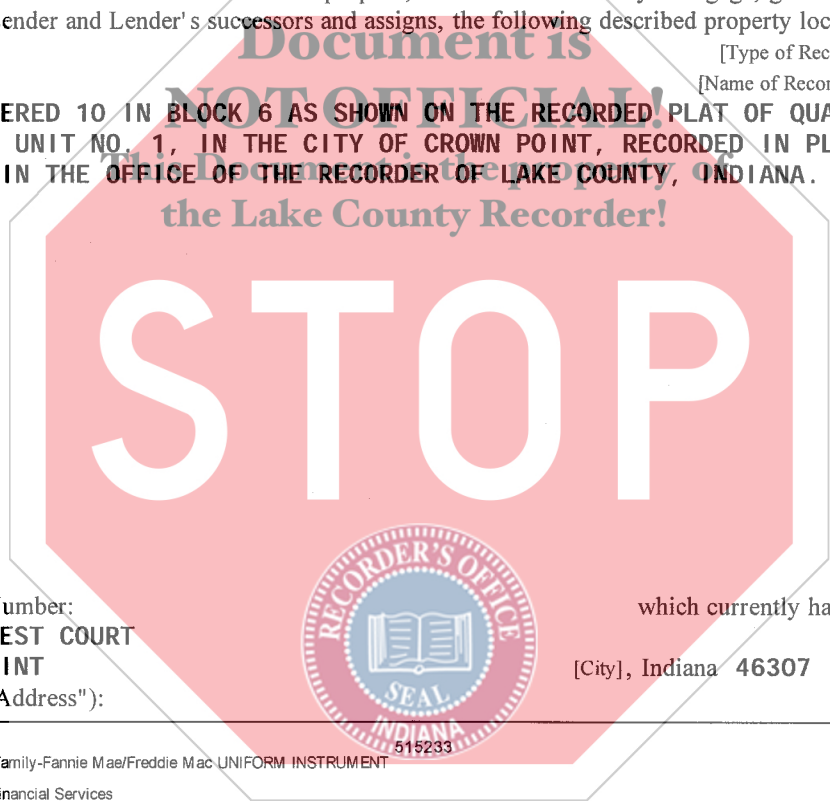 ender and Lender's successors and assigns, the following described property loc
Document is
[Type of Rec
[Name of Recor
NOT OFFICIAL!
ERED 10 IN BLOCK 6 AS SHOWN ON THE RECORDED PLAT OF QUA
UNIT NO. 1, IN THE CITY OF CROWN POINT, RECORDED IN PL
This Document is the property of
IN THE OFFICE OF THE RECORDER OF LAKE COUNTY, INDIANA.
the Lake County Recorder!
STOP
RECORDER'S OFFICE
SEAL
INDIANA
umber: which currently ha
EST COURT
INT [City], Indiana 46307
Address"):
515233
amily-Fannie Mae/Freddie Mac UNIFORM INSTRUMENT
inancial Services